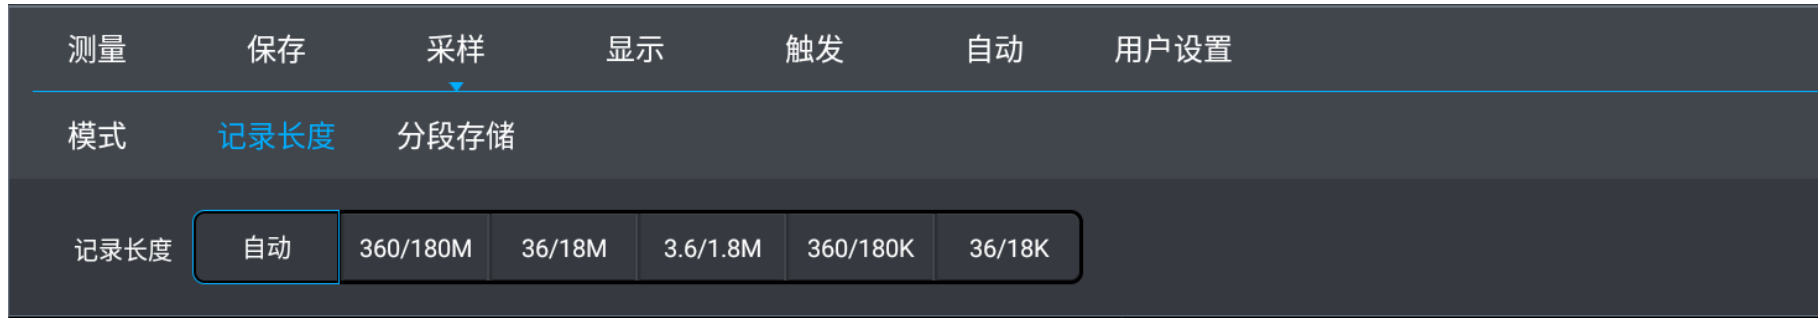 测量 保存 采样 显示 触发 自动 用户设置
模式 记录长度 分段存储
记录长度 自动 360/180M 36/18M 3.6/1.8M 360/180K 36/18K